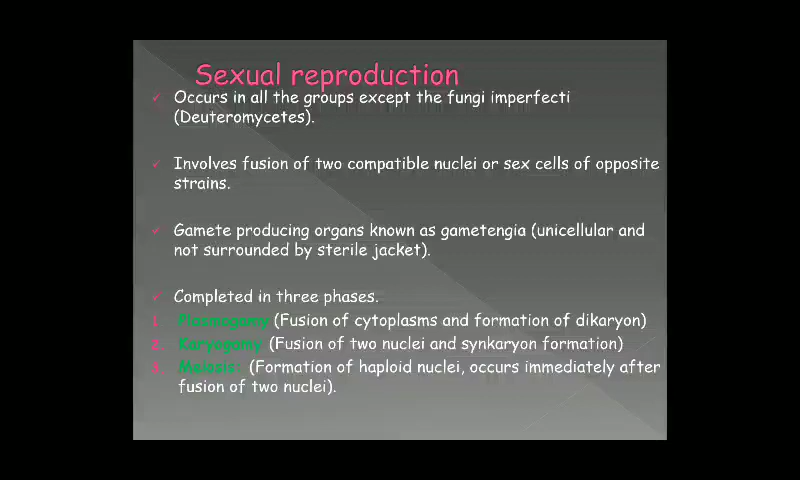 Sexual reproduction
✓ Occurs in all the groups except the fungi imperfecti
(Deuteromycetes).
✓ Involves fusion of two compatible nuclei or sex cells of opposite
strains.
✓ Gamete producing organs known as gametengia (unicellular and
not surrounded by sterile jacket).
✓ Completed in three phases.
1. Plasmogamy (Fusion of cytoplasms and formation of dikaryon)
2. Karyogamy (Fusion of two nuclei and synkaryon formation)
3. Meiosis: (Formation of haploid nuclei, occurs immediately after
fusion of two nuclei).